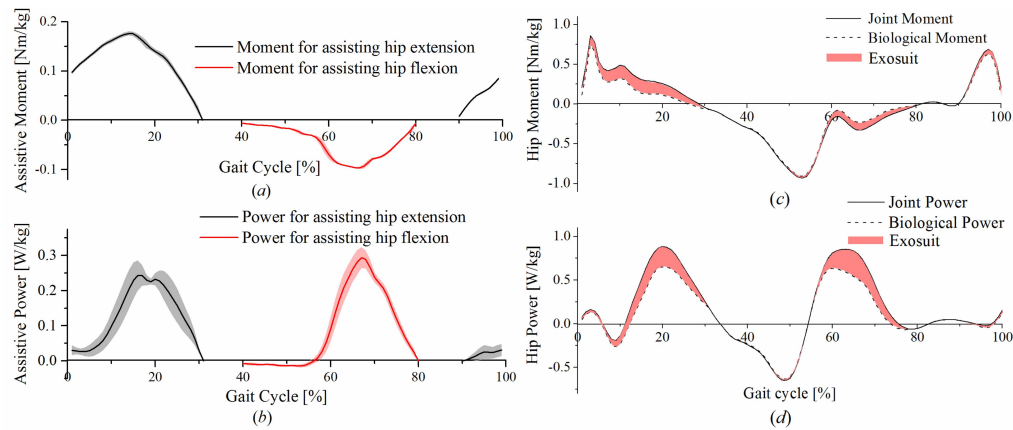 (a)
Assistive Moment [Nm/kg]
0.2
0.1
0.0
-0.1
Moment for assisting hip extension
Moment for assisting hip flexion
0
20
40
60
80
100
Gait Cycle [%]
(b)
Assistive Power [W/kg]
0.3
0.2
0.1
0.0
Power for assisting hip extension
Power for assisting hip flexion
0
20
40
60
80
100
Gait Cycle [%]
(c)
Hip Moment [Nm/kg]
1.0
0.5
0.0
-0.5
-1.0
Joint Moment
Biological Moment
Exosuit
0
20
40
60
80
100
(d)
Hip Power [W/kg]
1.0
0.5
0.0
-0.5
Joint Power
Biological Power
Exosuit
0
20
40
60
80
100
Gait cycle [%]